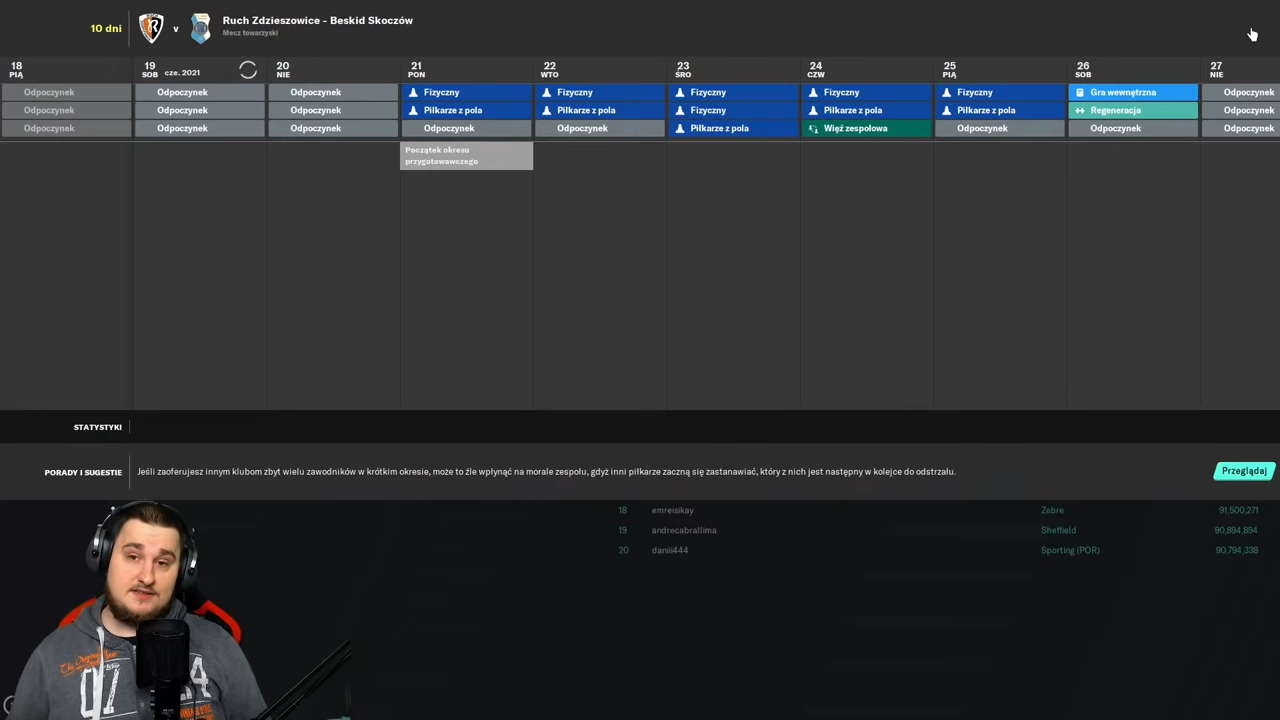 10 dni
v
Ruch Zdzieszowice - Beskid Skoczów
Mecz towarzyski
18 19 20 21 22 23 24 25 26 27
PIĄ SOB cze. 2021 NIE PON WTO ŚRO CZW PIĄ SOB NIE
Odpoczynek Odpoczynek Odpoczynek Fizyczny Fizyczny Fizyczny Fizyczny Fizyczny Gra wewnętrzna Odpoczynek
Odpoczynek Odpoczynek Odpoczynek Piłkarze z pola Piłkarze z pola Fizyczny Piłkarze z pola Piłkarze z pola Regeneracja Odpoczynek
Odpoczynek Odpoczynek Odpoczynek Odpoczynek Odpoczynek Piłkarze z pola Więź zespołowa Odpoczynek Odpoczynek Odpoczynek
Początek okresu
przygotowawczego
STATYSTYKI
PORADY I SUGESTIE Jeśli zaoferujesz innym klubom zbyt wielu zawodników w krótkim okresie, może to źle wpłynąć na morale zespołu, gdyż inni piłkarze zaczną się zastanawiać, który z nich jest następny w kolejce do odstrzału. Przeglądaj
18 emreisikay Zebre 91,500,271
19 andrecabrallima Sheffield 90,894,894
20 daniii444 Sporting (POR) 90,794,338